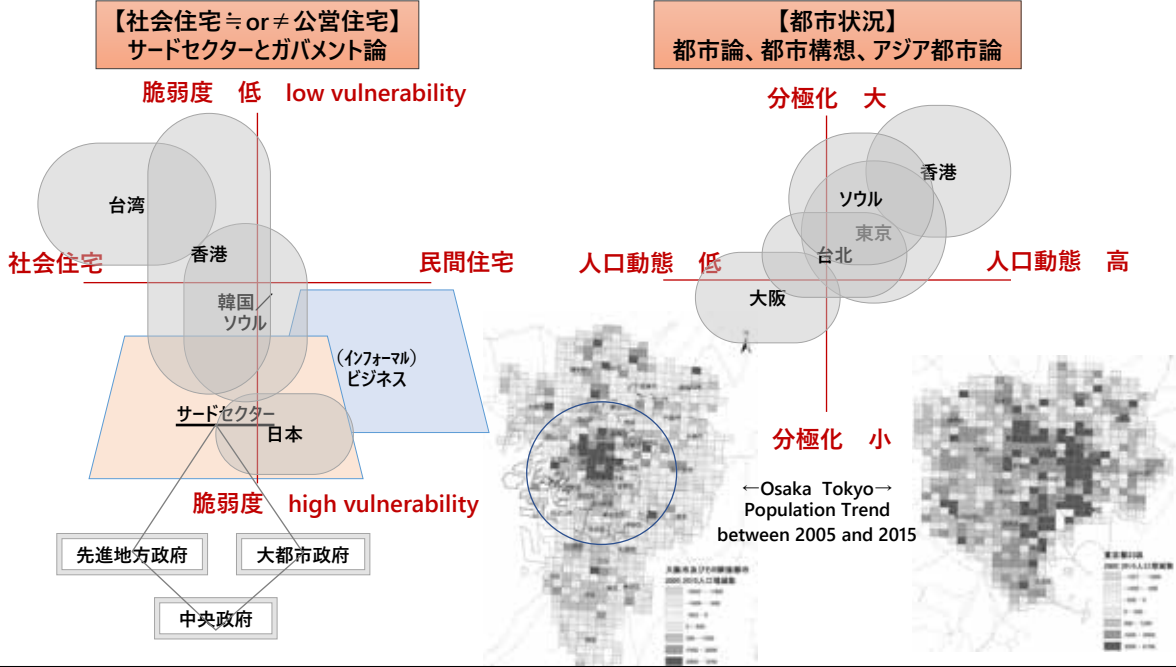 【社会住宅≒or≠公営住宅】
サードセクターとガバメント論
脆弱度　低　low vulnerability
台湾
香港
社会住宅
民間住宅
韓国／
ソウル
（インフォーマル）
ビジネス
サードセクター
日本
脆弱度　high vulnerability
先進地方政府
大都市政府
中央政府
【都市状況】
都市論、都市構想、アジア都市論
分極化　大
香港
ソウル
東京
台北
人口動態　低
人口動態　高
大阪
分極化　小
←Osaka Tokyo→
Population Trend
between 2005 and 2015
東京都23区